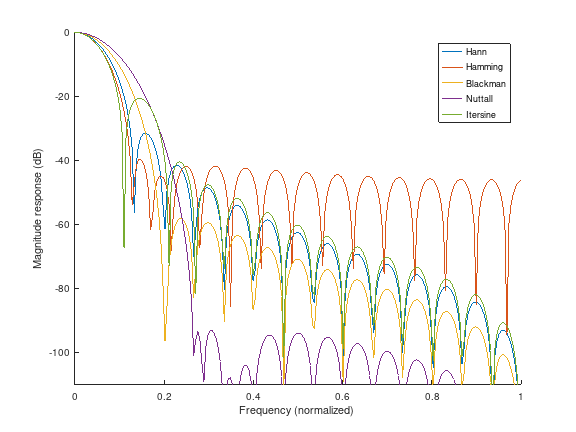 0
-20
-40
-60
-80
-100
0
0.2
0.4
0.6
0.8
1
Magnitude response (dB)
Frequency (normalized)
Hann
Hamming
Blackman
Nuttall
Itersine